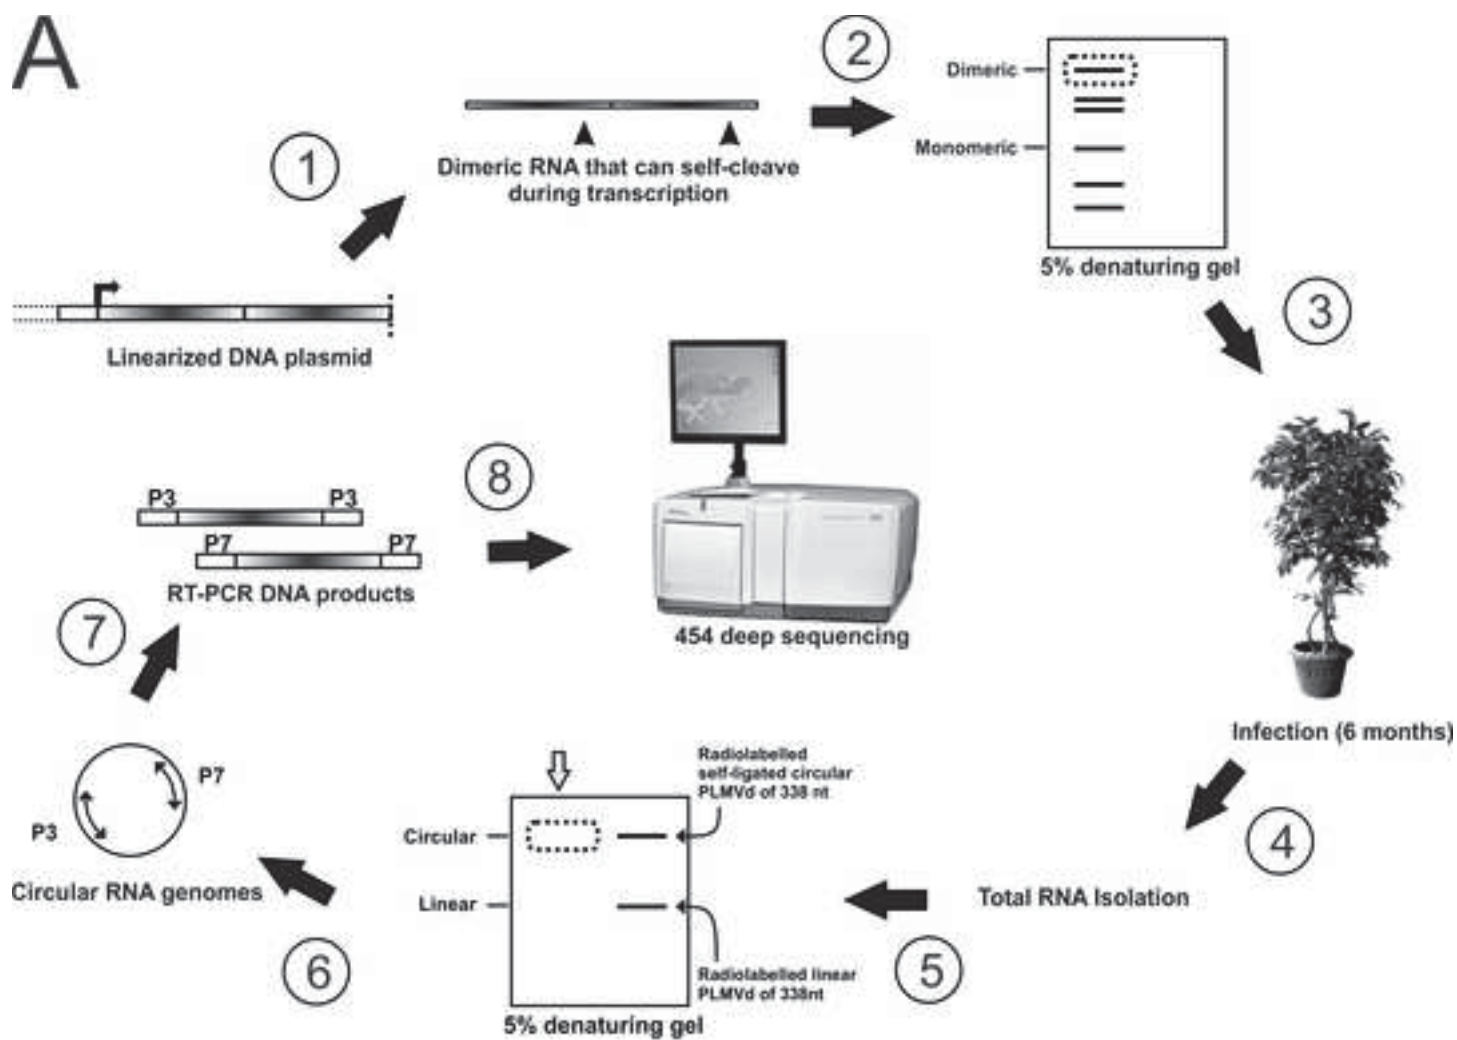 A
1
Dimeric RNA that can self-cleave
during transcription
2
Dimeric
Monomeric
5% denaturing gel
3
Linearized DNA plasmid
Infection (6 months)
4
Total RNA Isolation
5
Radiolabelled
self-ligated circular
PLMVd of 338 nt
Circular
Linear
Radiolabelled linear
PLMVd of 338nt
5% denaturing gel
6
P7
P3
Circular RNA genomes
7
P3 P3
P7 P7
RT-PCR DNA products
8
454 deep sequencing